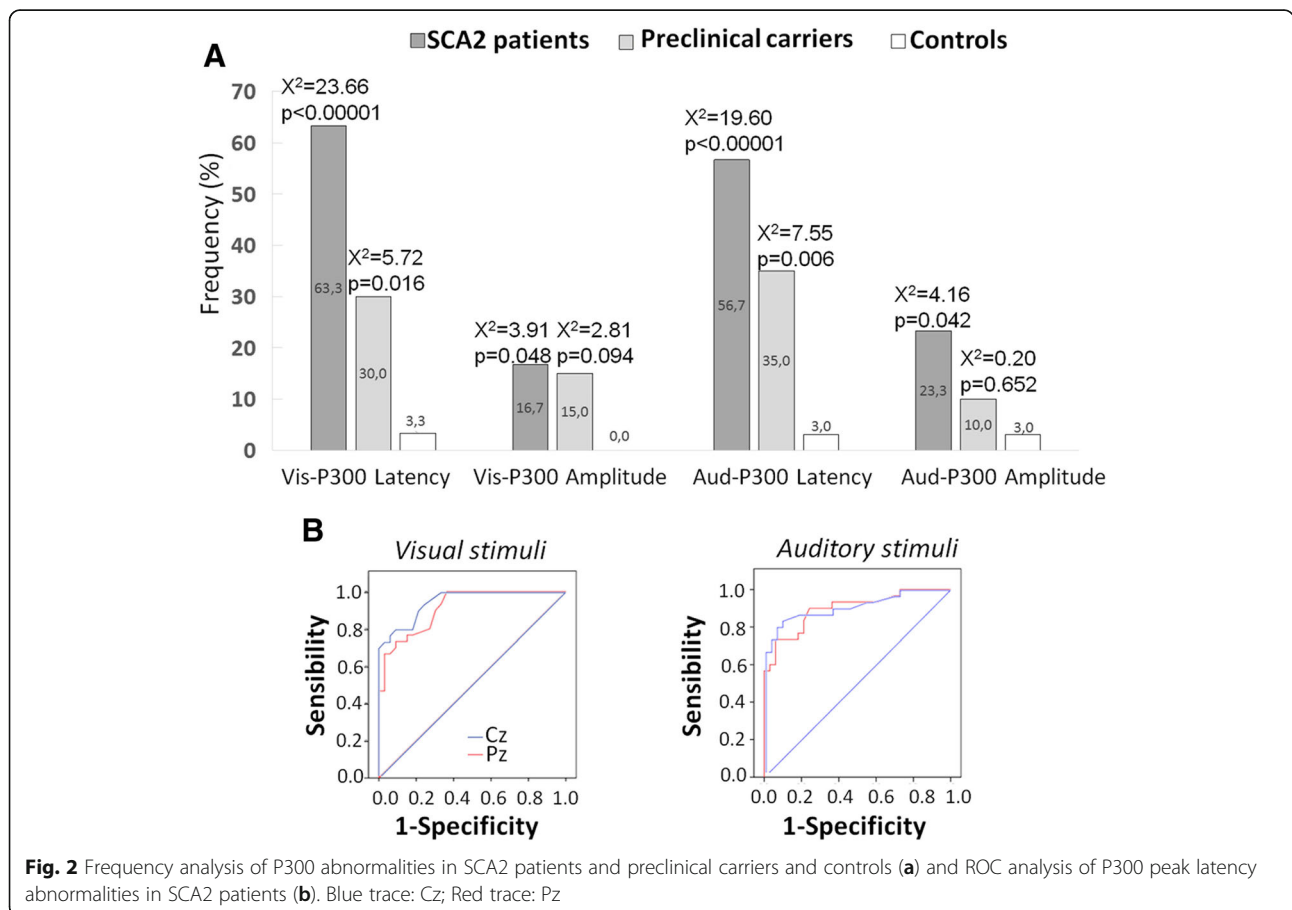 SCA2 patients Preclinical carriers Controls
A
X²=23.66
p<0.00001
X²=5.72
p=0.016
X²=3.91 X²=2.81
p=0.048 p=0.094
X²=19.60
p<0.00001
X²=7.55
p=0.006
X²=4.16
p=0.042
X²=0.20
p=0.652
Frequency (%)
70
60
50
40
30
20
10
0
63,3
30,0
3,3
16,7
15,0
0,0
56,7
35,0
3,0
23,3
10,0
3,0
Vis-P300 Latency Vis-P300 Amplitude Aud-P300 Latency Aud-P300 Amplitude
B
Visual stimuli
Sensibility
1.0
0.8
0.6
0.4
0.2
0.0
Cz
Pz
0.0 0.2 0.4 0.6 0.8 1.0
1-Specificity
Auditory stimuli
Sensibility
1.0
0.8
0.6
0.4
0.2
0.0
0.0 0.2 0.4 0.6 0.8 1.0
1-Specificity
Fig. 2 Frequency analysis of P300 abnormalities in SCA2 patients and preclinical carriers and controls (a) and ROC analysis of P300 peak latency
abnormalities in SCA2 patients (b). Blue trace: Cz; Red trace: Pz